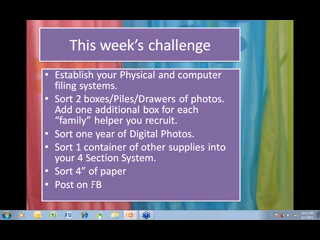 This week's challenge
• Establish your Physical and computer
filing systems.
• Sort 2 boxes/Piles/Drawers of photos.
Add one additional box for each
"family" helper you recruit.
• Sort one year of Digital Photos.
• Sort 1 container of other supplies into
your 4 Section System.
• Sort 4" of paper
• Post on FB